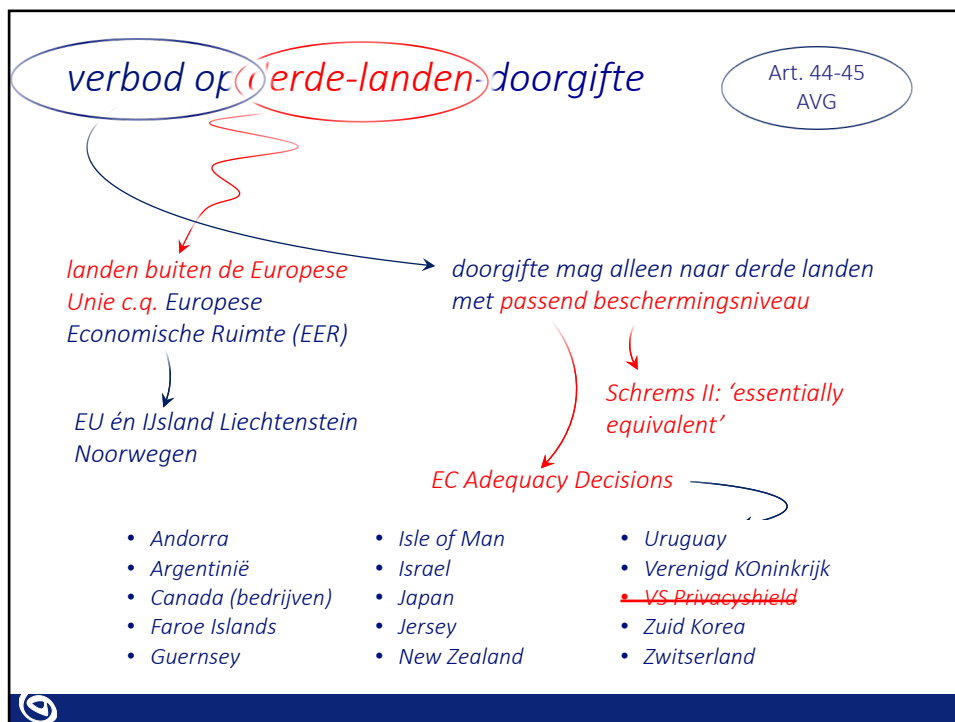 verbod op (derde-landen-doorgifte
Art. 44-45
AVG
landen buiten de Europese
Unie c.q. Europese
Economische Ruimte (EER)
doorgifte mag alleen naar derde landen
met passend beschermingsniveau
Schrems II: ‘essentially
equivalent’
EU én IJsland Liechtenstein
Noorwegen
EC Adequacy Decisions
• Andorra
• Argentinië
• Canada (bedrijven)
• Faroe Islands
• Guernsey
• Isle of Man
• Israel
• Japan
• Jersey
• New Zealand
• Uruguay
• Verenigd KOninkrijk
• VS Privacyshield
• Zuid Korea
• Zwitserland